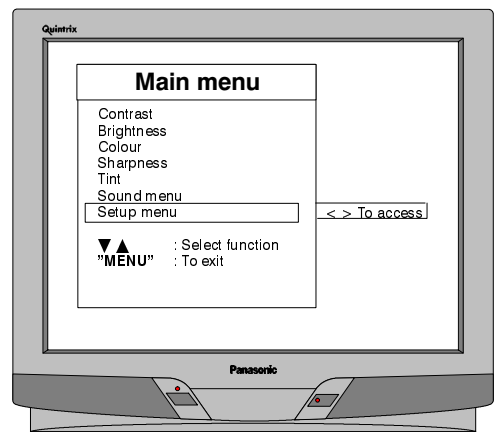 Quintrix
Main menu
Contrast
Brightness
Colour
Sharpness
Tint
Sound menu
Setup menu
< > To access
▼ ▲ : Select function
"MENU" : To exit
Panasonic